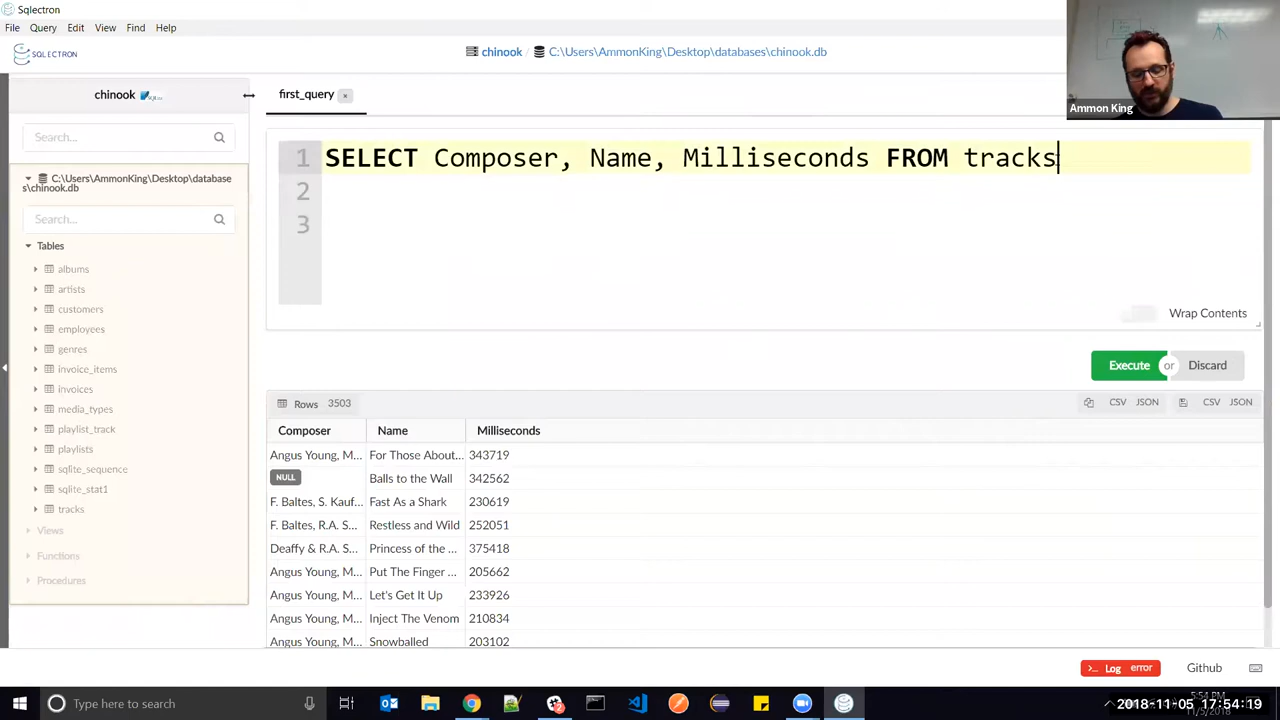 Sqlectron
File Query Edit View Find Help
SQLECTRON
chinook / C:\Users\AmmonKing\Desktop\databases\chinook.db
Ammon King
chinook
first_query ×
Search...
C:\Users\AmmonKing\Desktop\database
s\chinook.db
Search...
Tables
albums
artists
customers
employees
genres
invoice_items
invoices
media_types
playlist_track
playlists
sqlite_sequence
sqlite_stat1
tracks
Views
Functions
Procedures
1 SELECT Composer, Name, Milliseconds FROM tracks
2
3
Wrap Contents
Execute or Discard
Rows 3503 CSV JSON CSV JSON
Composer Name Milliseconds
Angus Young, M... For Those About... 343719
NULL Balls to the Wall 342562
F. Baltes, S. Kauf... Fast As a Shark 230619
F. Baltes, R.A. S... Restless and Wild 252051
Deaffy & R.A. S... Princess of the ... 375418
Angus Young, M... Put The Finger ... 205662
Angus Young, M... Let's Get It Up 233926
Angus Young, M... Inject The Venom 210834
Angus Young, M... Snowballed 203102
Log error Github
Type here to search
5:54 PM
2018-11-05 17:54:19